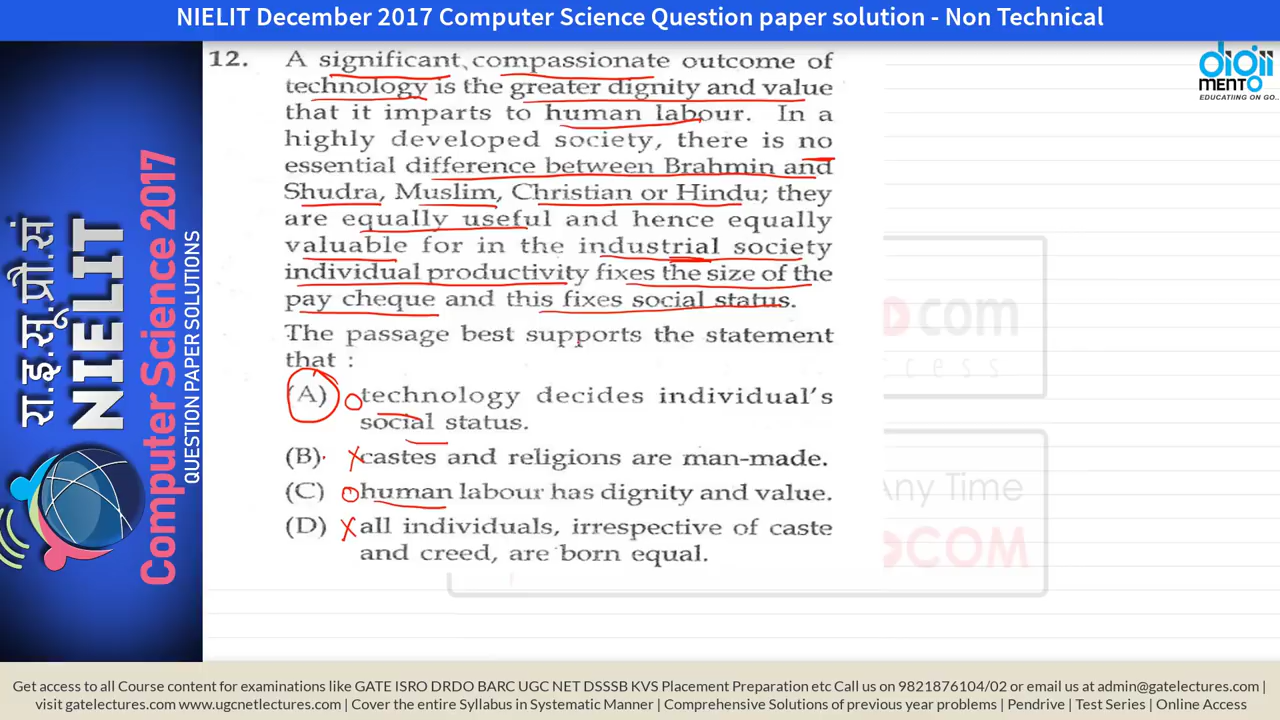 NIELIT December 2017 Computer Science Question paper solution - Non Technical
digii
MENTO
EDUCATIING ON GO..
रा.इ.सू.प्रौ.सं
NIELIT
Computer Science 2017
QUESTION PAPER SOLUTIONS
12. A significant compassionate outcome of
technology is the greater dignity and value
that it imparts to human labour. In a
highly developed society, there is no
essential difference between Brahmin and
Shudra, Muslim, Christian or Hindu; they
are equally useful and hence equally
valuable for in the industrial society
individual productivity fixes the size of the
pay cheque and this fixes social status.
The passage best supports the statement
that :
(A) technology decides individual's
social status.
(B) castes and religions are man-made.
(C) human labour has dignity and value.
(D) all individuals, irrespective of caste
and creed, are born equal.
com
cess
Any Time
COM
Get access to all Course content for examinations like GATE ISRO DRDO BARC UGC NET DSSSB KVS Placement Preparation etc Call us on 9821876104/02 or email us at admin@gatelectures.com |
visit gatelectures.com www.ugcnetlectures.com | Cover the entire Syllabus in Systematic Manner | Comprehensive Solutions of previous year problems | Pendrive | Test Series | Online Access